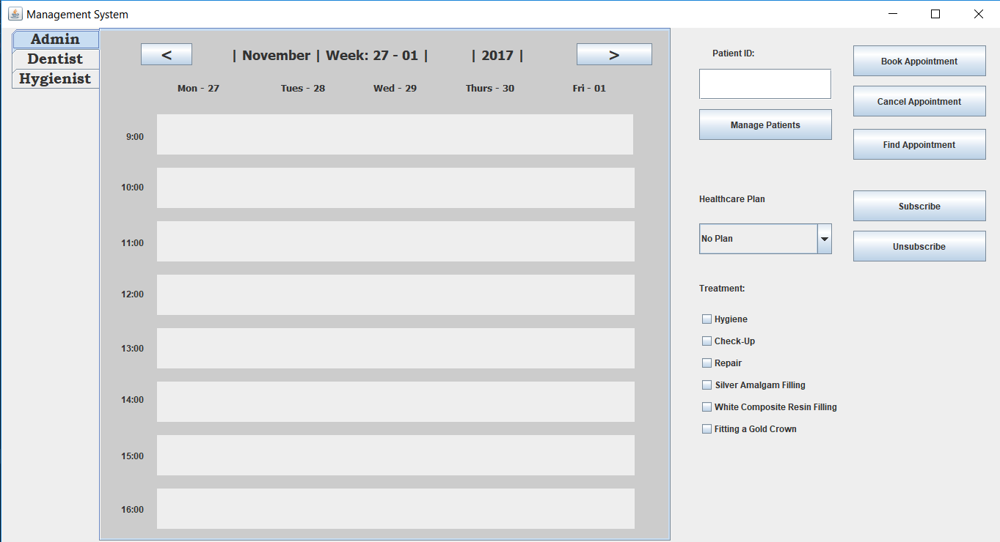 Management System
Admin
Dentist
Hygienist
< | November | Week: 27 - 01 | | 2017 | >
Mon - 27 Tues - 28 Wed - 29 Thurs - 30 Fri - 01
9:00
10:00
11:00
12:00
13:00
14:00
15:00
16:00
Patient ID:
Manage Patients
Book Appointment
Cancel Appointment
Find Appointment
Healthcare Plan
No Plan
Subscribe
Unsubscribe
Treatment:
Hygiene
Check-Up
Repair
Silver Amalgam Filling
White Composite Resin Filling
Fitting a Gold Crown